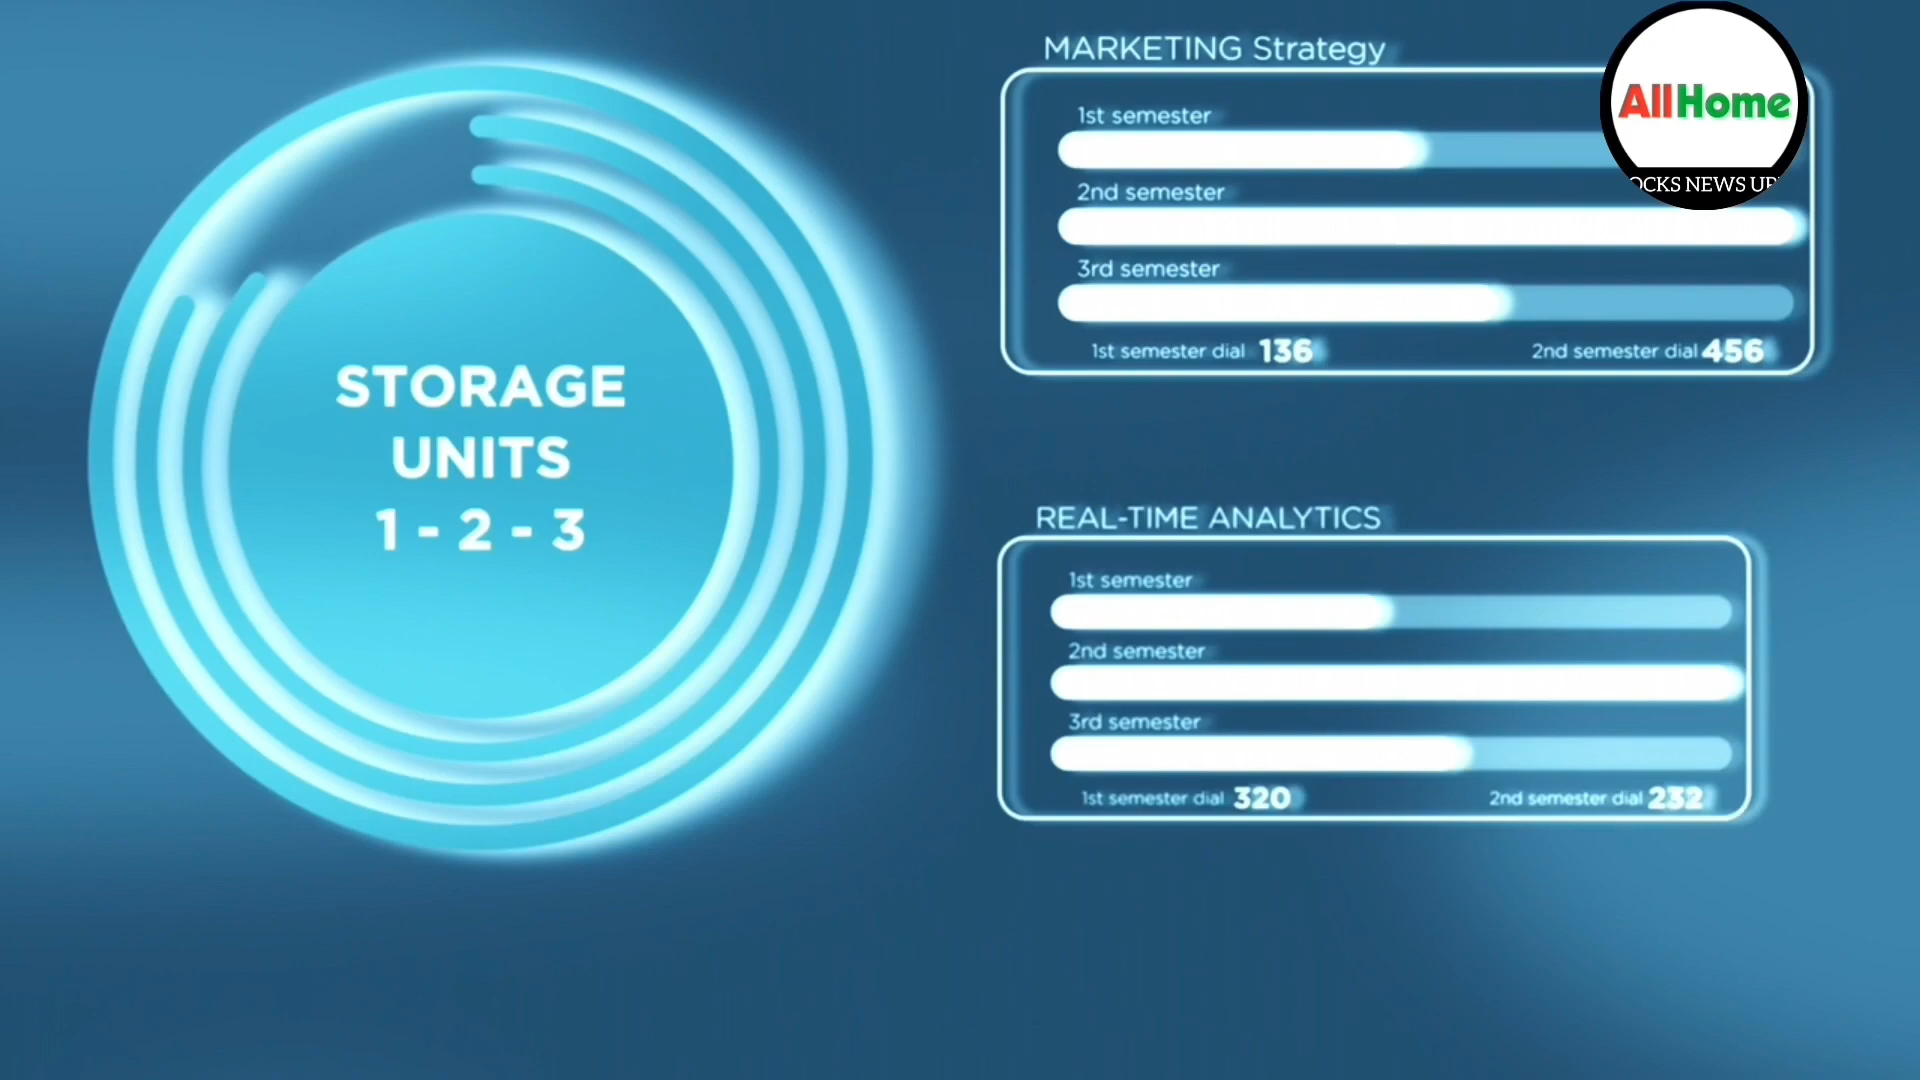 STORAGE
UNITS
1 - 2 - 3
MARKETING Strategy
1st semester
2nd semester
3rd semester
1st semester dial 136
2nd semester dial 456
AllHome
NEWS
REAL-TIME ANALYTICS
1st semester
2nd semester
3rd semester
1st semester dial 320
2nd semester dial 232